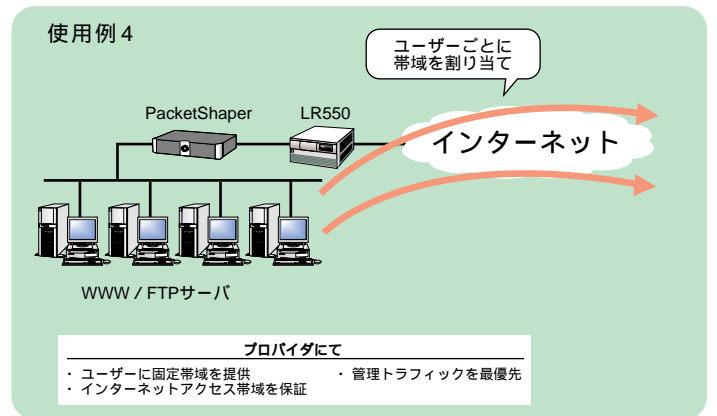 使用例4
ユーザーごとに
帯域を割り当て
PacketShaper
LR550
インターネット
WWW / FTPサーバ
プロバイダにて
・ ユーザーに固定帯域を提供
・ インターネットアクセス帯域を保証
・ 管理トラフィックを最優先